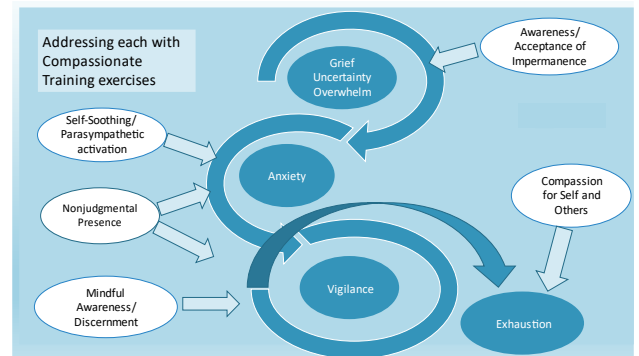 Addressing each with
Compassionate
Training exercises
Grief
Uncertainty
Overwhelm
Awareness/
Acceptance of
Impermanence
Self-Soothing/
Parasympathetic
activation
Anxiety
Nonjudgmental
Presence
Compassion
for Self and
Others
Mindful
Awareness/
Discernment
Vigilance
Exhaustion